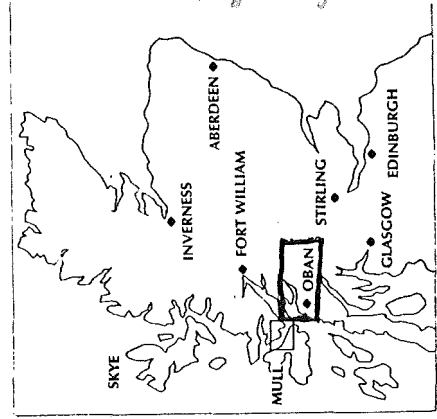 SKYE
INVERNESS
ABERDEEN
FORT WILLIAM
MULL
OBAN
STIRLING
GLASGOW
EDINBURGH